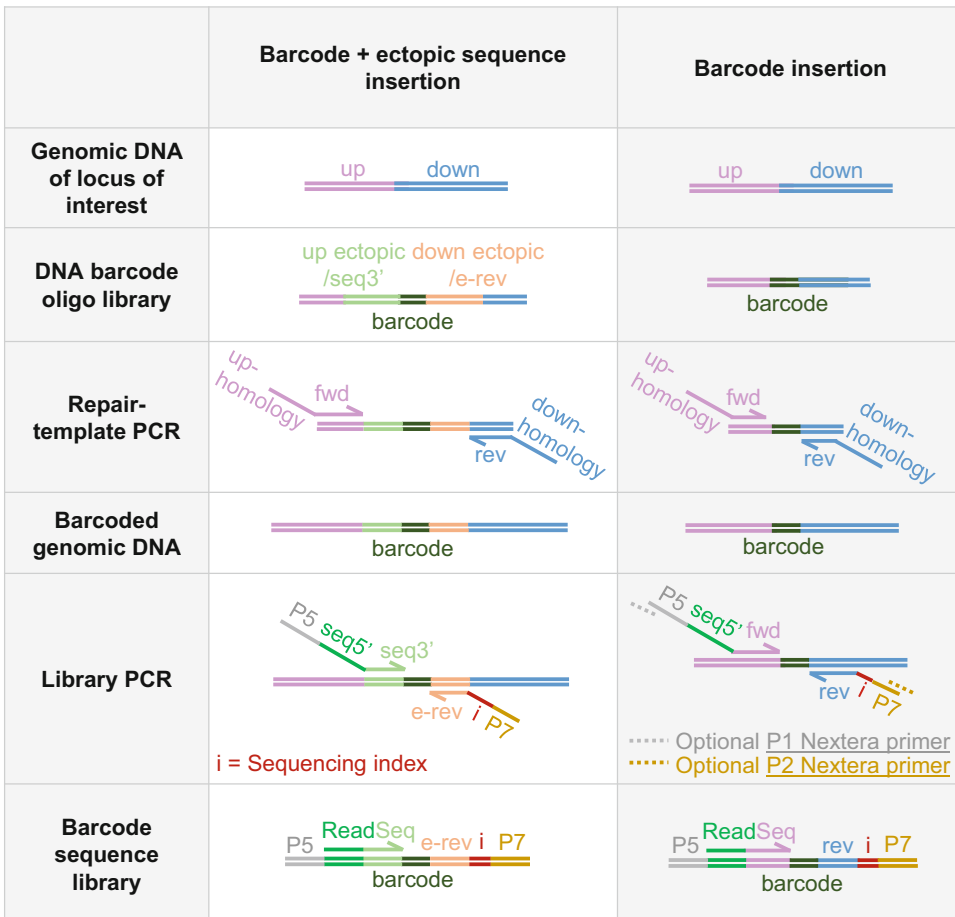 Barcode + ectopic sequence
insertion
Barcode insertion
Genomic DNA
of locus of
interest
up down
up down
DNA barcode
oligo library
up ectopic down ectopic
/seq3' /e-rev
barcode
barcode
Repair-
template PCR
up-
homology
fwd
rev
down-
homology
up-
homology
fwd
rev
down-
homology
Barcoded
genomic DNA
barcode
barcode
Library PCR
P5 seq5' seq3'
e-rev i P7
i = Sequencing index
P5 seq5' fwd
rev i P7
Optional P1 Nextera primer
Optional P2 Nextera primer
Barcode
sequence
library
P5 ReadSeq e-rev i P7
barcode
P5 ReadSeq rev i P7
barcode